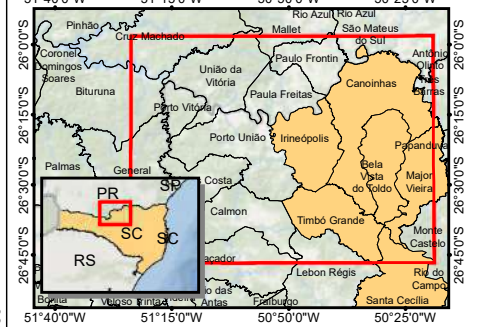 51°15'0"W 50°50'0"W 50°25'0"W
Pinhão
Rio Azul Rio Azul
Cruz Machado
Mallet
São Mateus
do Sul
Coronel
Domingos
Soares
Bituruna
União da
Vitória
Paulo Frontin
Antônio
Olinto
Três
Barras
Canoinhas
Paula Freitas
Porto Vitória
Porto União
Irineópolis
Papanduva
Palmas
General
Bela
Vista
do Toldo
Major
Vieira
Costa
Calmon
Timbó Grande
Monte
Castelo
Lebon Régis
Rio do
Campo
Santa Cecília
Fraiburgo
Antas
PR
SP
SC
SC
RS
26°0'0"S
26°15'0"S
26°30'0"S
26°45'0"S
26°0'0"S
26°15'0"S
26°30'0"S
26°45'0"S
51°40'0"W 51°15'0"W 50°50'0"W 50°25'0"W